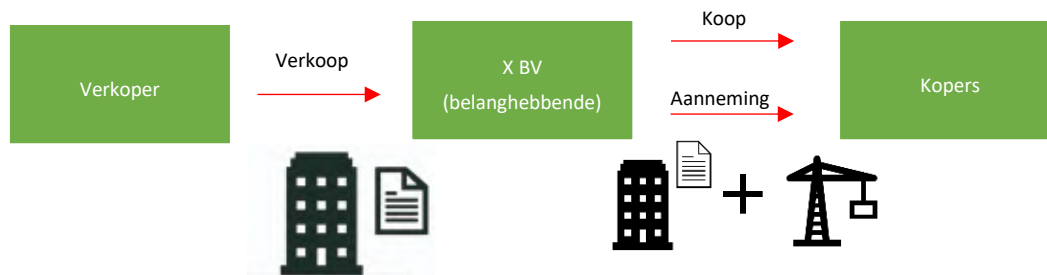 Verkoper
Verkoop
X BV
(belanghebbende)
Koop
Aanneming
Kopers